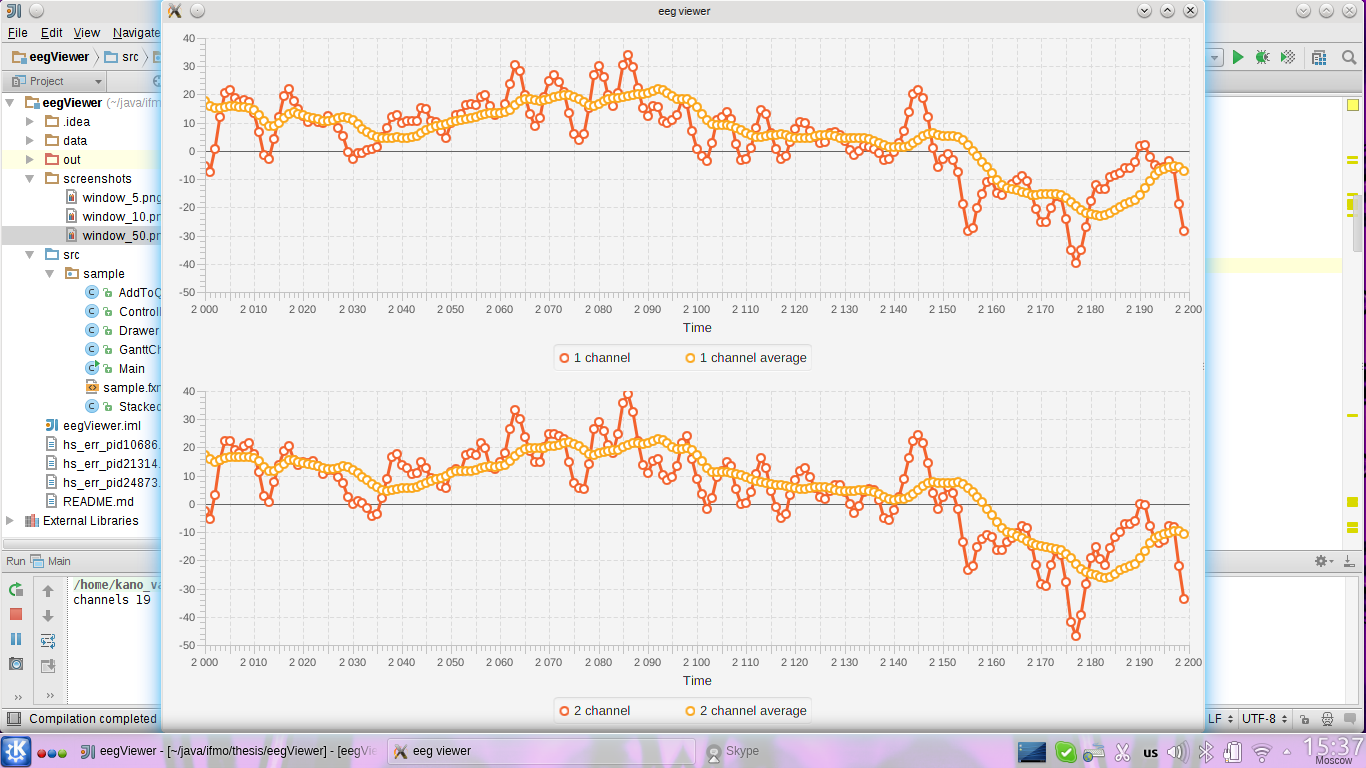 eeg viewer
File Edit View Navigate
eegViewer src
Project
eegViewer (~/java/ifm
.idea
data
out
screenshots
window_5.png
window_10.pn
window_50.pn
src
sample
AddToQ
Controll
Drawer
GanttCh
Main
sample.fxm
Stacked
eegViewer.iml
hs_err_pid10686.
hs_err_pid21314.
hs_err_pid24873.
README.md
External Libraries
Run Main
/home/kano_va
channels 19
Compilation completed
40
30
20
10
0
-10
-20
-30
-40
-50
2 000 2 010 2 020 2 030 2 040 2 050 2 060 2 070 2 080 2 090 2 100 2 110 2 120 2 130 2 140 2 150 2 160 2 170 2 180 2 190 2 200
Time
1 channel 1 channel average
40
30
20
10
0
-10
-20
-30
-40
-50
2 000 2 010 2 020 2 030 2 040 2 050 2 060 2 070 2 080 2 090 2 100 2 110 2 120 2 130 2 140 2 150 2 160 2 170 2 180 2 190 2 200
Time
2 channel 2 channel average
LF UTF-8
eegViewer - [~/java/ifmo/thesis/eegViewer] - [eegVi
eeg viewer
Skype
us
15:37
Moscow